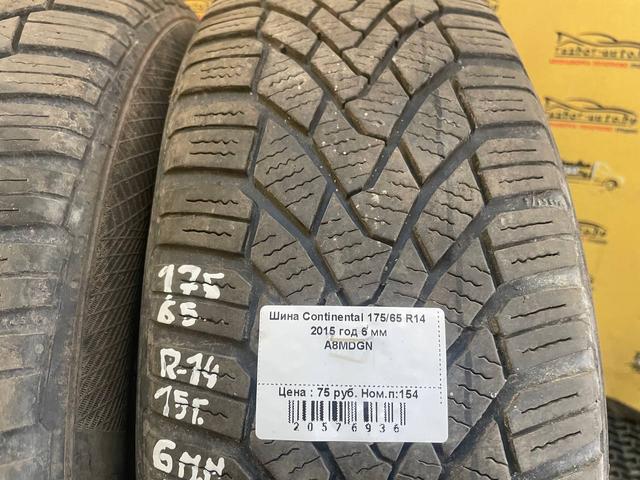 175
65
R-14
15г.
6мм
Шина Continental 175/65 R14
2015 год 6 мм
A8MDGN
Цена : 75 руб. Ном.п:154
20576936